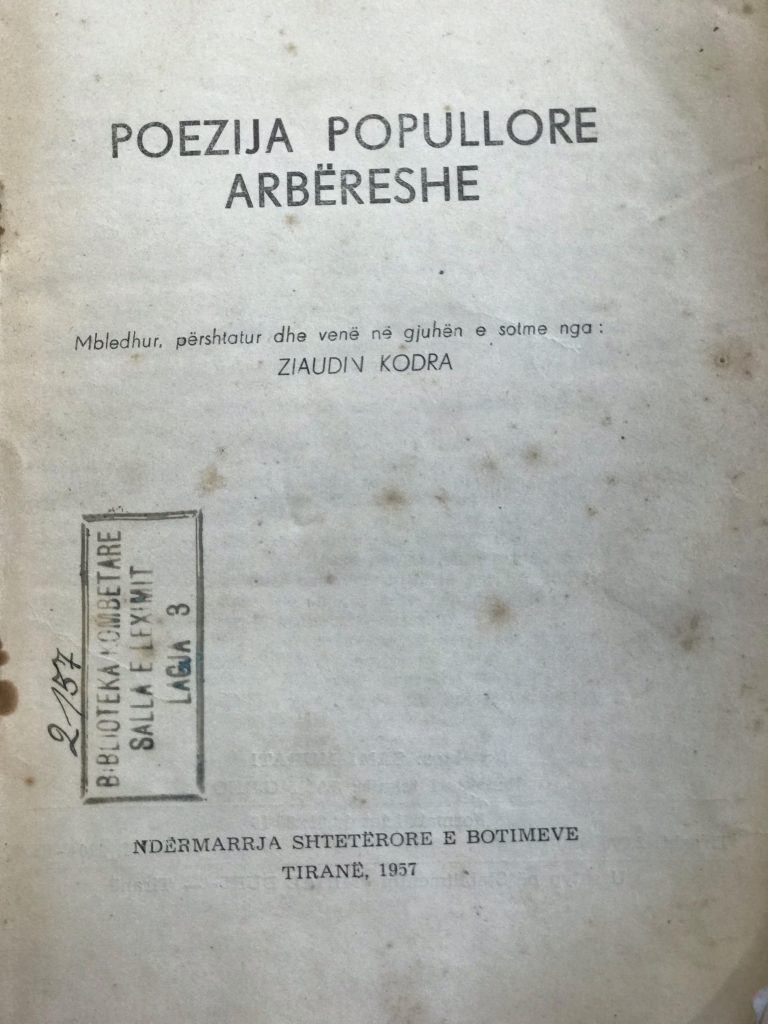 POEZIJA POPULLORE
ARBËRESHE
Mbledhur, përshtatur dhe venë në gjuhën e sotme nga:
ZIAUDIN KODRA
BIBLIOTEKA KOMBETARE
SALLA E LEXIMIT
LAGJA 3
2157
NDËRMARRJA SHTETËRORE E BOTIMEVE
TIRANË, 1957